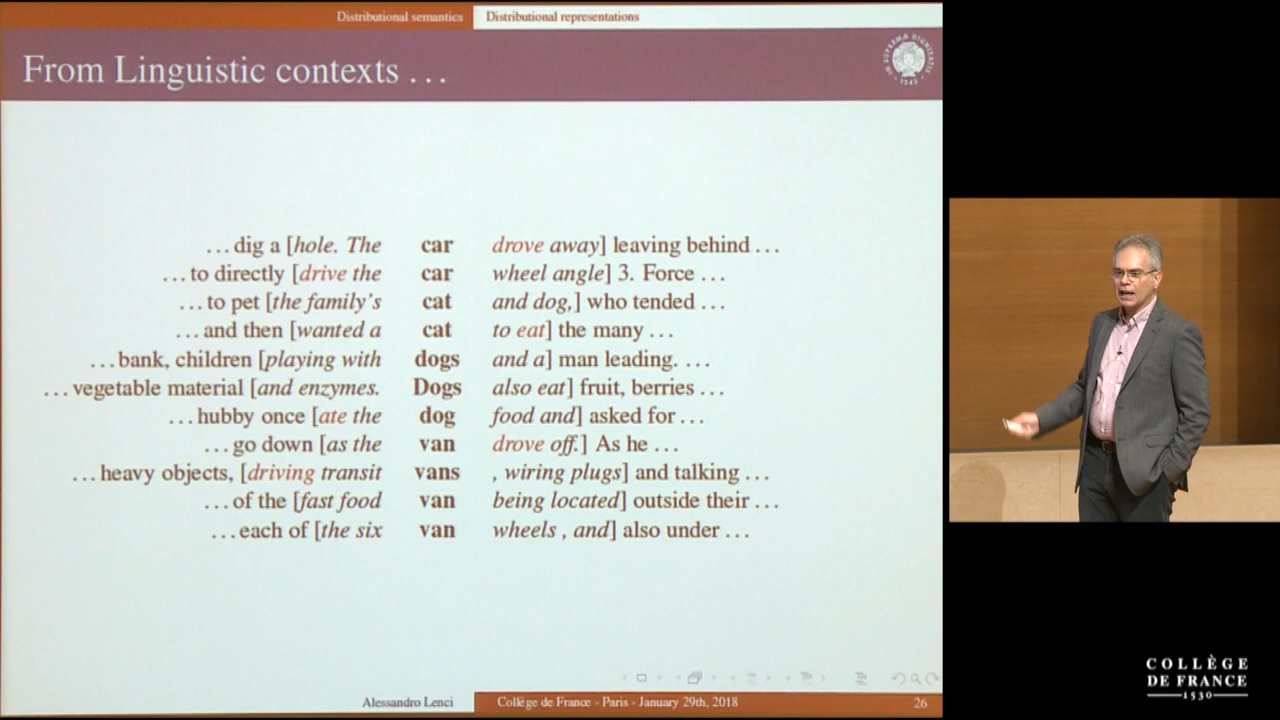 Distributional semantics Distributional representations
From Linguistic contexts ...
... dig a [hole. The car drove away] leaving behind ...
... to directly [drive the car wheel angle] 3. Force ...
... to pet [the family's cat and dog,] who tended ...
... and then [wanted a cat to eat] the many ...
... bank, children [playing with dogs and a] man leading. ...
... vegetable material [and enzymes. Dogs also eat] fruit, berries ...
... hubby once [ate the dog food and] asked for ...
... go down [as the van drove off.] As he ...
... heavy objects, [driving transit vans , wiring plugs] and talking ...
... of the [fast food van being located] outside their ...
... each of [the six van wheels , and] also under ...
Alessandro Lenci Collège de France - Paris - January 29th, 2018 26
COLLÈGE
DE FRANCE
1530